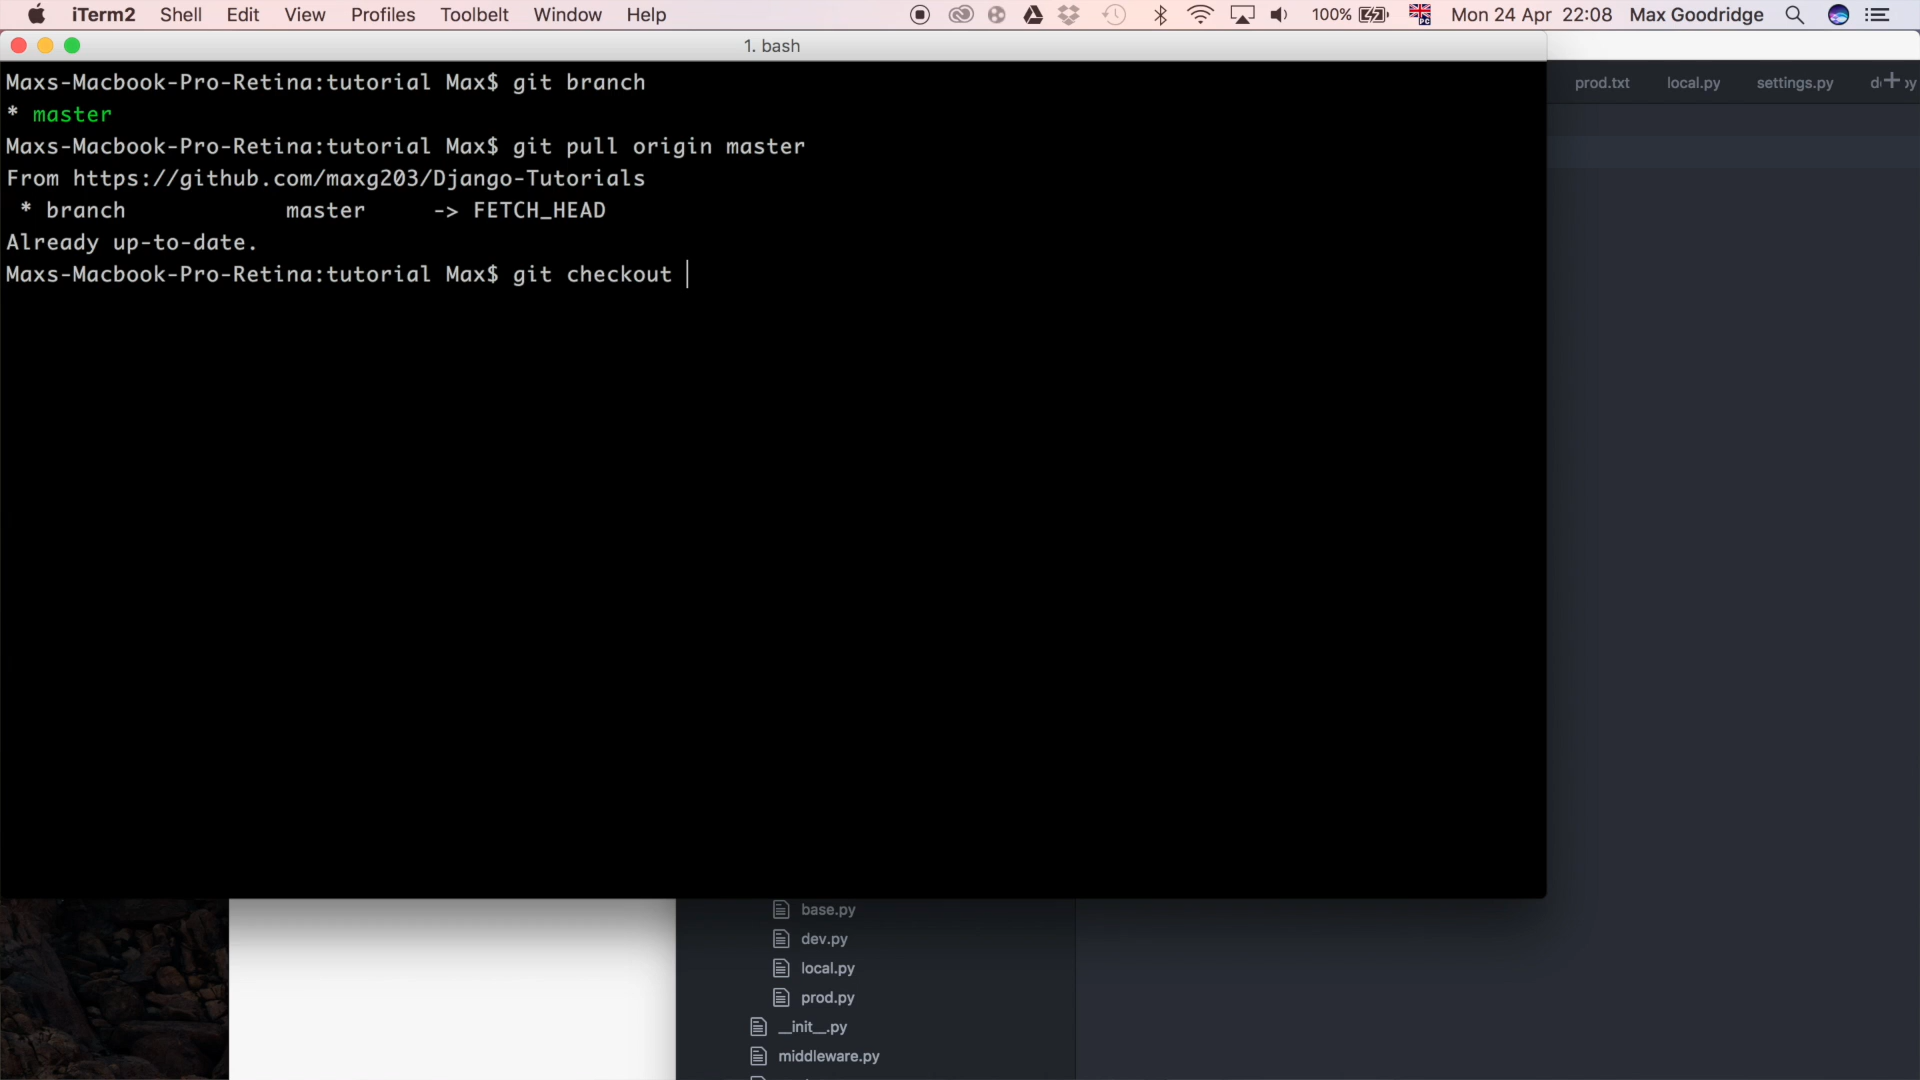 iTerm2 Shell Edit View Profiles Toolbelt Window Help 100% Mon 24 Apr 22:08 Max Goodridge
1. bash
Maxs-Macbook-Pro-Retina:tutorial Max$ git branch
* master
Maxs-Macbook-Pro-Retina:tutorial Max$ git pull origin master
From https://github.com/maxg203/Django-Tutorials
 * branch            master     -> FETCH_HEAD
Already up-to-date.
Maxs-Macbook-Pro-Retina:tutorial Max$ git checkout
prod.txt local.py settings.py
base.py
dev.py
local.py
prod.py
__init__.py
middleware.py